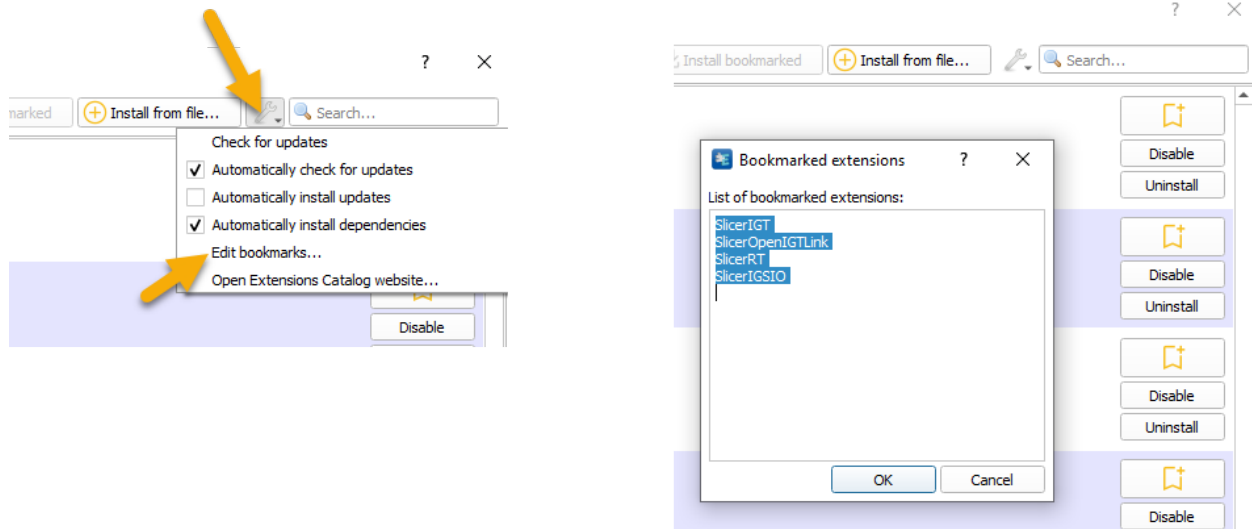 ?
marked
Install from file...
Search...
Check for updates
Automatically check for updates
Automatically install updates
Automatically install dependencies
Edit bookmarks...
Open Extensions Catalog website...
Disable
?
Install bookmarked
Install from file...
Search...
Disable
Uninstall
Bookmarked extensions ?
List of bookmarked extensions:
SlicerIGT
SlicerOpenIGTLink
SlicerRT
SlicerIGSIO
OK
Cancel
Disable
Uninstall
Disable
Uninstall
Disable